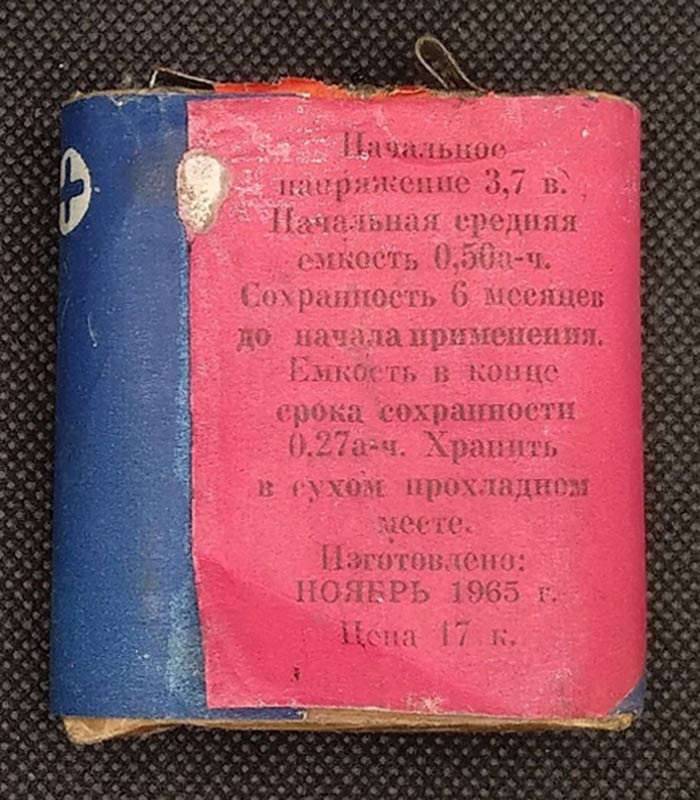 Начальное
напряжение 3,7 в.
Начальная средняя
емкость 0,50а-ч.
Сохранность 6 месяцев
до начала применения.
Емкость в конце
срока сохранности
0,27а-ч. Хранить
в сухом прохладном
месте.
Изготовлено:
НОЯБРЬ 1965 г.
Цена 17 к.
+